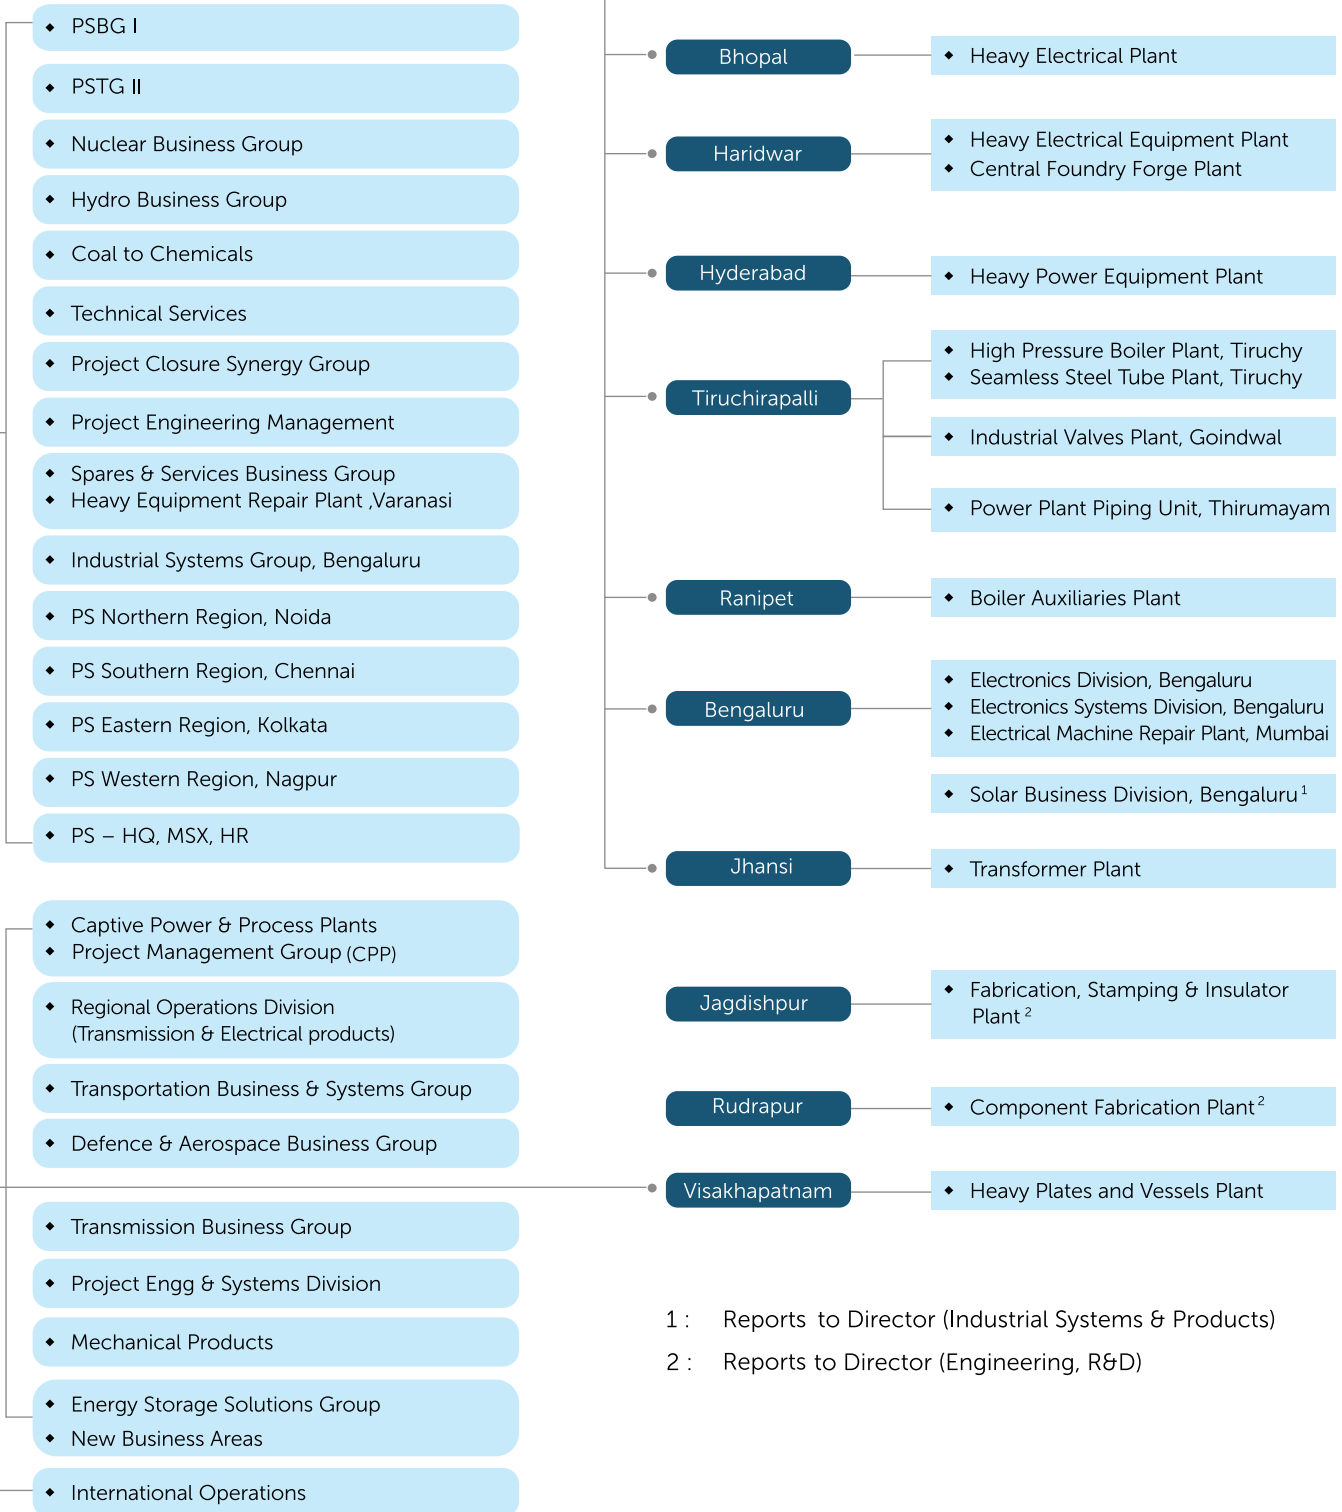 PSBG I
PSTG II
Nuclear Business Group
Hydro Business Group
Coal to Chemicals
Technical Services
Project Closure Synergy Group
Project Engineering Management
Spares & Services Business Group
Heavy Equipment Repair Plant ,Varanasi
Industrial Systems Group, Bengaluru
PS Northern Region, Noida
PS Southern Region, Chennai
PS Eastern Region, Kolkata
PS Western Region, Nagpur
PS – HQ, MSX, HR
Captive Power & Process Plants
Project Management Group (CPP)
Regional Operations Division
(Transmission & Electrical products)
Transportation Business & Systems Group
Defence & Aerospace Business Group
Transmission Business Group
Project Engg & Systems Division
Mechanical Products
Energy Storage Solutions Group
New Business Areas
International Operations
Bhopal
Heavy Electrical Plant
Haridwar
Heavy Electrical Equipment Plant
Central Foundry Forge Plant
Hyderabad
Heavy Power Equipment Plant
Tiruchirapalli
High Pressure Boiler Plant, Tiruchy
Seamless Steel Tube Plant, Tiruchy
Industrial Valves Plant, Goindwal
Power Plant Piping Unit, Thirumayam
Ranipet
Boiler Auxiliaries Plant
Bengaluru
Electronics Division, Bengaluru
Electronics Systems Division, Bengaluru
Electrical Machine Repair Plant, Mumbai
Solar Business Division, Bengaluru 1
Jhansi
Transformer Plant
Jagdishpur
Fabrication, Stamping & Insulator
Plant 2
Rudrapur
Component Fabrication Plant 2
Visakhapatnam
Heavy Plates and Vessels Plant
1 : Reports to Director (Industrial Systems & Products)
2 : Reports to Director (Engineering, R&D)